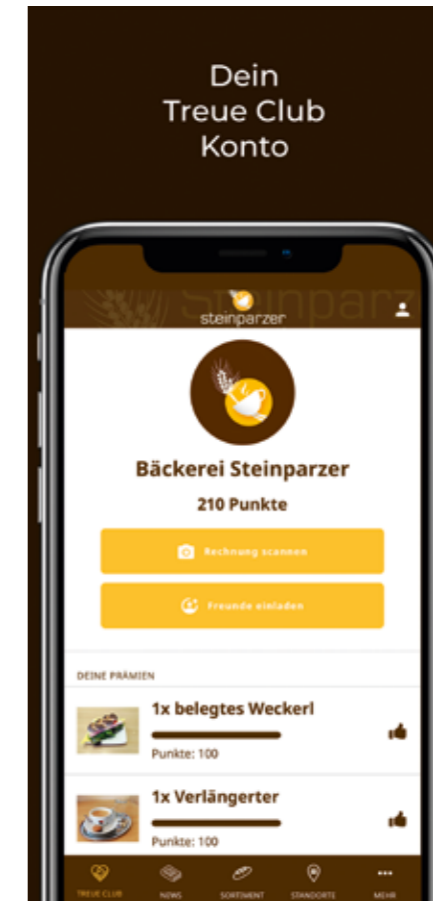 Dein
Treue Club
Konto
Steinparz
steinparzer
Bäckerei Steinparzer
210 Punkte
Rechnung scannen
Freunde einladen
DEINE PRÄMIEN
1x belegtes Weckerl
Punkte: 100
1x Verlängerter
Punkte: 100
TREUE CLUB
NEWS
SORTIMENT
STANDORTE
MEHR